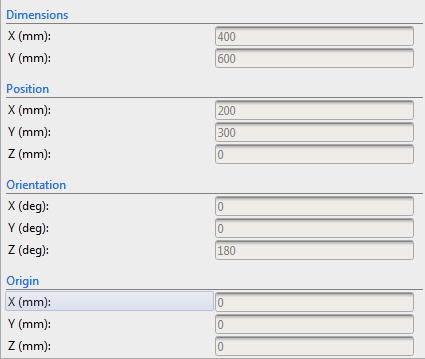 Dimensions
X (mm): 400
Y (mm): 600
Position
X (mm): 200
Y (mm): 300
Z (mm): 0
Orientation
X (deg): 0
Y (deg): 0
Z (deg): 180
Origin
X (mm): 0
Y (mm): 0
Z (mm): 0